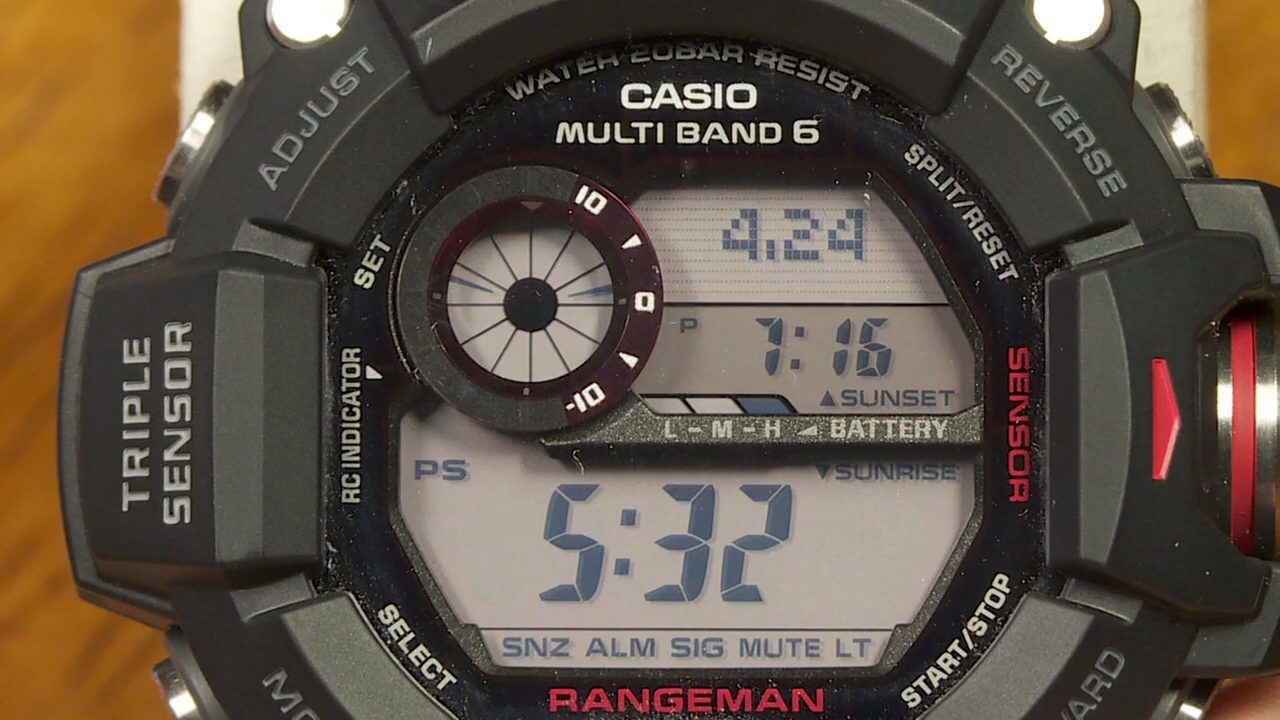 WATER 20BAR RESIST
CASIO
MULTI BAND 6
ADJUST
REVERSE
SPLIT/RESET
SET
10
0
-10
4.24
P 7:16
▲SUNSET
L - M - H ◢ BATTERY
TRIPLE
SENSOR
RC INDICATOR
SENSOR
PS
▼SUNRISE
5:32
SNZ ALM SIG MUTE LT
SELECT
START/STOP
RANGEMAN